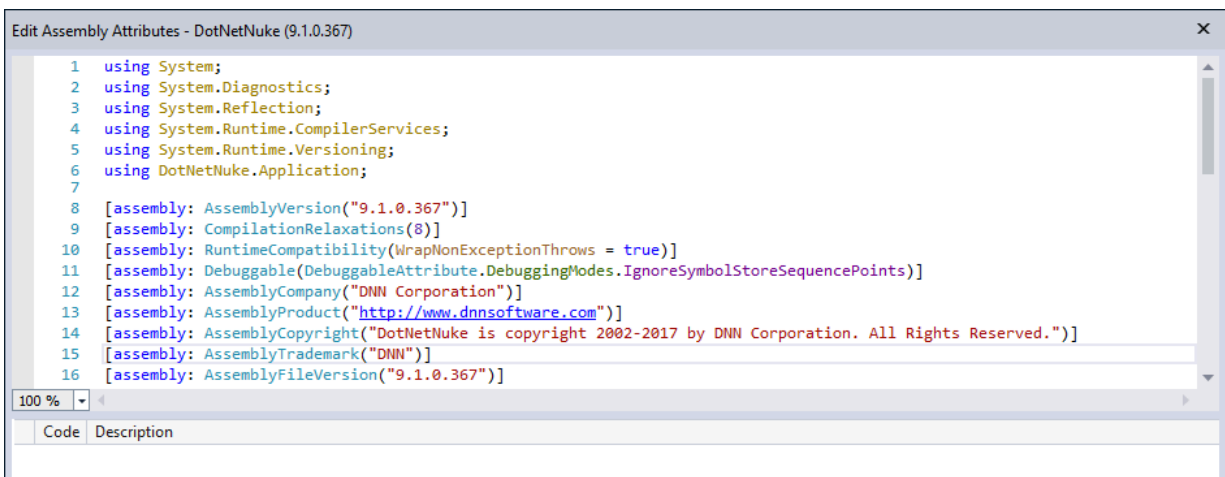 Edit Assembly Attributes - DotNetNuke (9.1.0.367)
1 using System;
2 using System.Diagnostics;
3 using System.Reflection;
4 using System.Runtime.CompilerServices;
5 using System.Runtime.Versioning;
6 using DotNetNuke.Application;
7
8 [assembly: AssemblyVersion("9.1.0.367")]
9 [assembly: CompilationRelaxations(8)]
10 [assembly: RuntimeCompatibility(WrapNonExceptionThrows = true)]
11 [assembly: Debuggable(DebuggableAttribute.DebuggingModes.IgnoreSymbolStoreSequencePoints)]
12 [assembly: AssemblyCompany("DNN Corporation")]
13 [assembly: AssemblyProduct("http://www.dnnsoftware.com")]
14 [assembly: AssemblyCopyright("DotNetNuke is copyright 2002-2017 by DNN Corporation. All Rights Reserved.")]
15 [assembly: AssemblyTrademark("DNN")]
16 [assembly: AssemblyFileVersion("9.1.0.367")]
100 %
Code Description